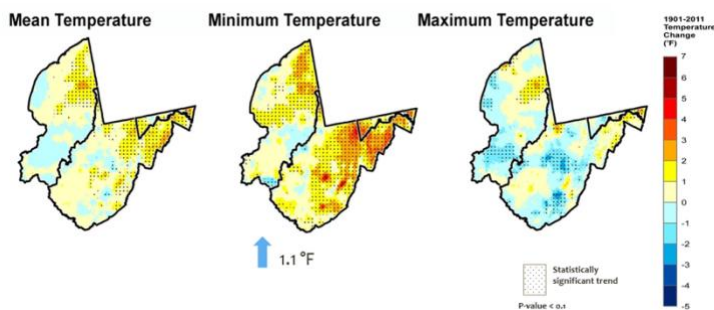 Mean Temperature
Minimum Temperature
Maximum Temperature
1901-2011
Temperature
Change
(°F)
7
6
5
4
3
2
1
0
-1
-2
-3
-4
-5
1.1 °F
Statistically
significant trend
P-value < 0.1